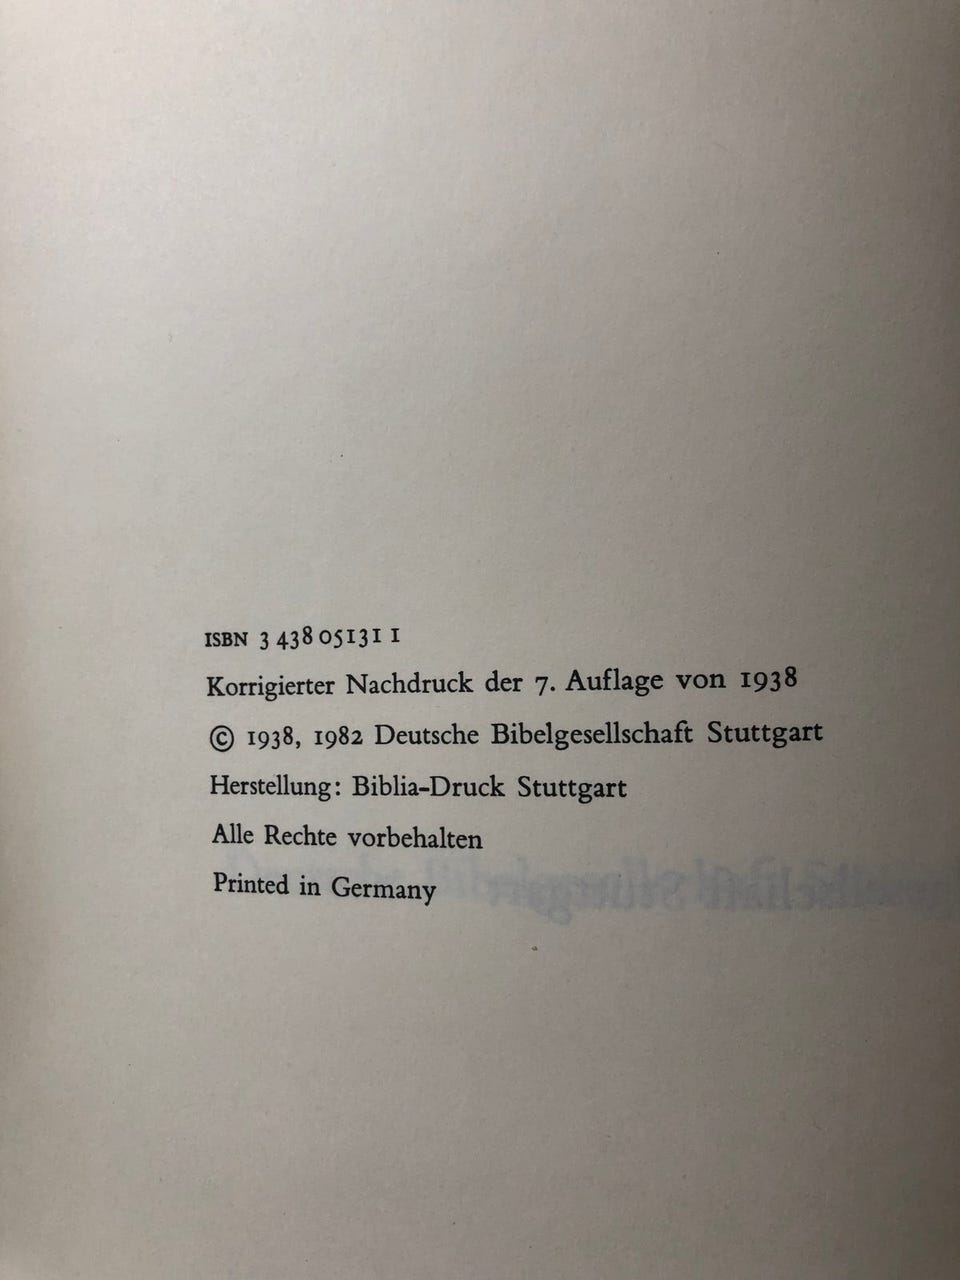 ISBN 3 438 05131 1
Korrigierter Nachdruck der 7. Auflage von 1938
© 1938, 1982 Deutsche Bibelgesellschaft Stuttgart
Herstellung: Biblia-Druck Stuttgart
Alle Rechte vorbehalten
Printed in Germany